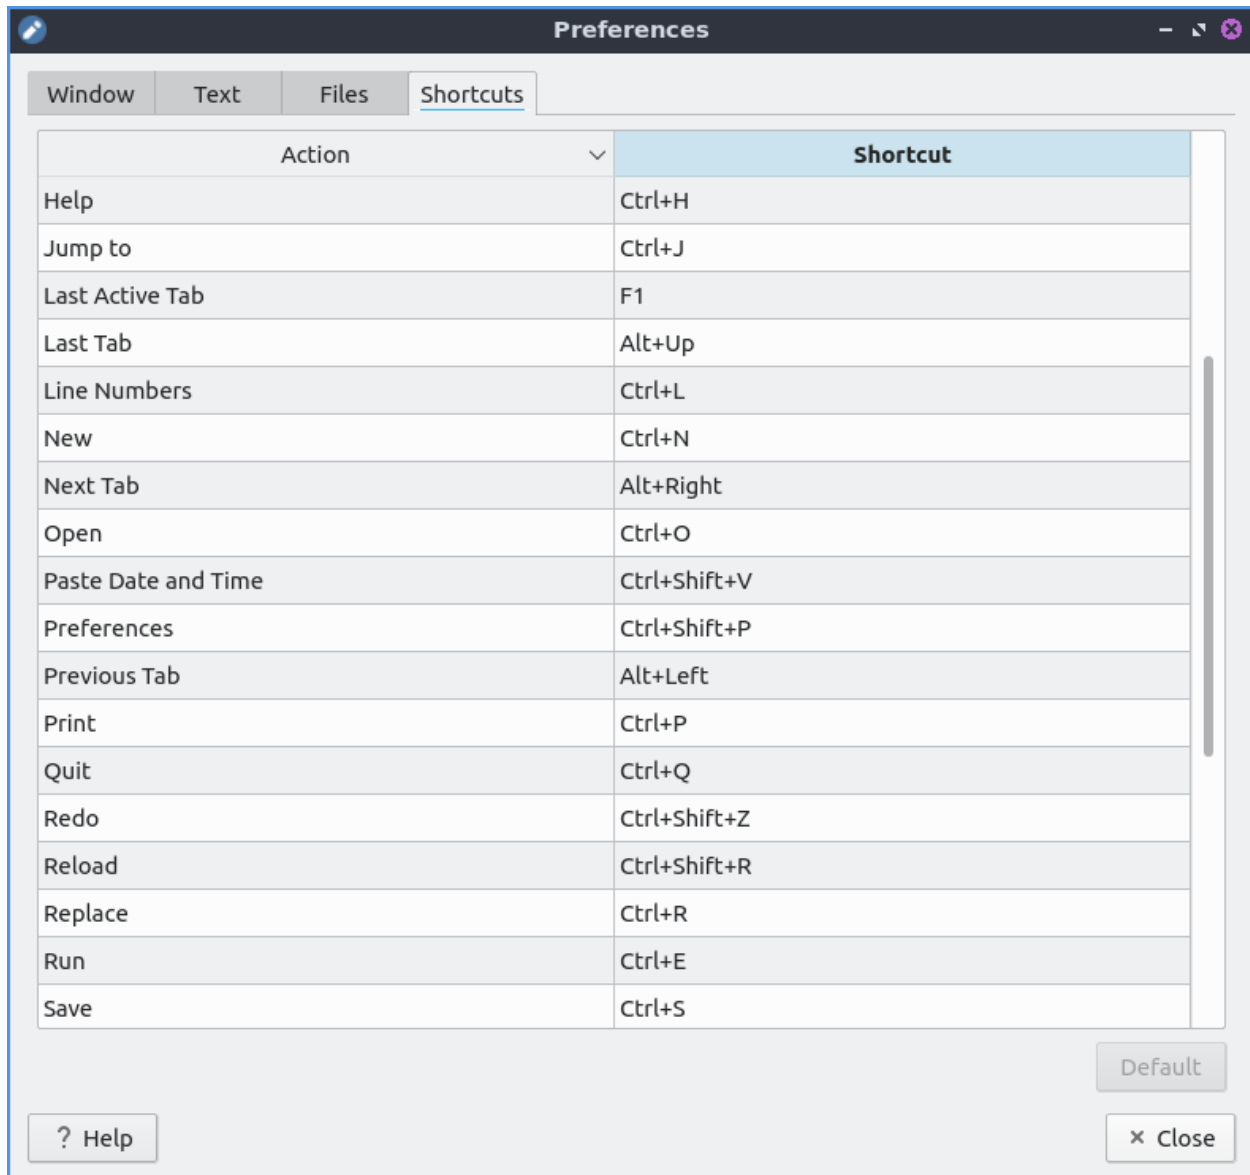 Preferences
Window Text Files Shortcuts
Action Shortcut
Help Ctrl+H
Jump to Ctrl+J
Last Active Tab F1
Last Tab Alt+Up
Line Numbers Ctrl+L
New Ctrl+N
Next Tab Alt+Right
Open Ctrl+O
Paste Date and Time Ctrl+Shift+V
Preferences Ctrl+Shift+P
Previous Tab Alt+Left
Print Ctrl+P
Quit Ctrl+Q
Redo Ctrl+Shift+Z
Reload Ctrl+Shift+R
Replace Ctrl+R
Run Ctrl+E
Save Ctrl+S
Default
? Help × Close